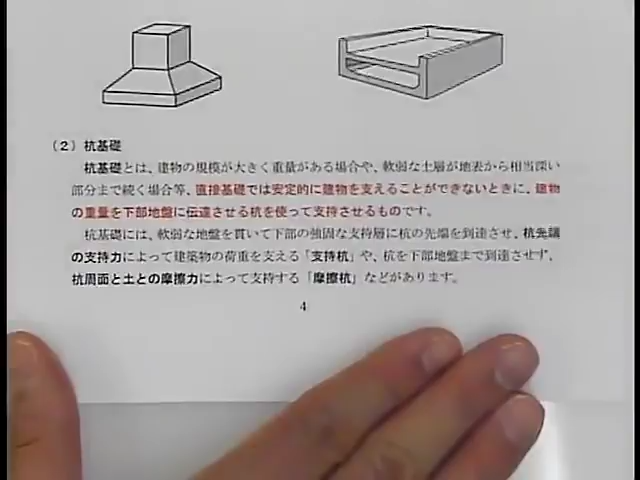 (2) 杭基礎
杭基礎とは、建物の規模が大きく重量がある場合や、軟弱な土層が地表から相当深い
部分まで続く場合等、直接基礎では安定的に建物を支えることができないときに、建物
の重量を下部地盤に伝達させる杭を使って支持させるものです。
杭基礎には、軟弱な地盤を貫いて下部の強固な支持層に杭の先端を到達させ、杭先端
の支持力によって建築物の荷重を支える「支持杭」や、杭を下部地盤まで到達させず、
杭周面と土との摩擦力によって支持する「摩擦杭」などがあります。
4